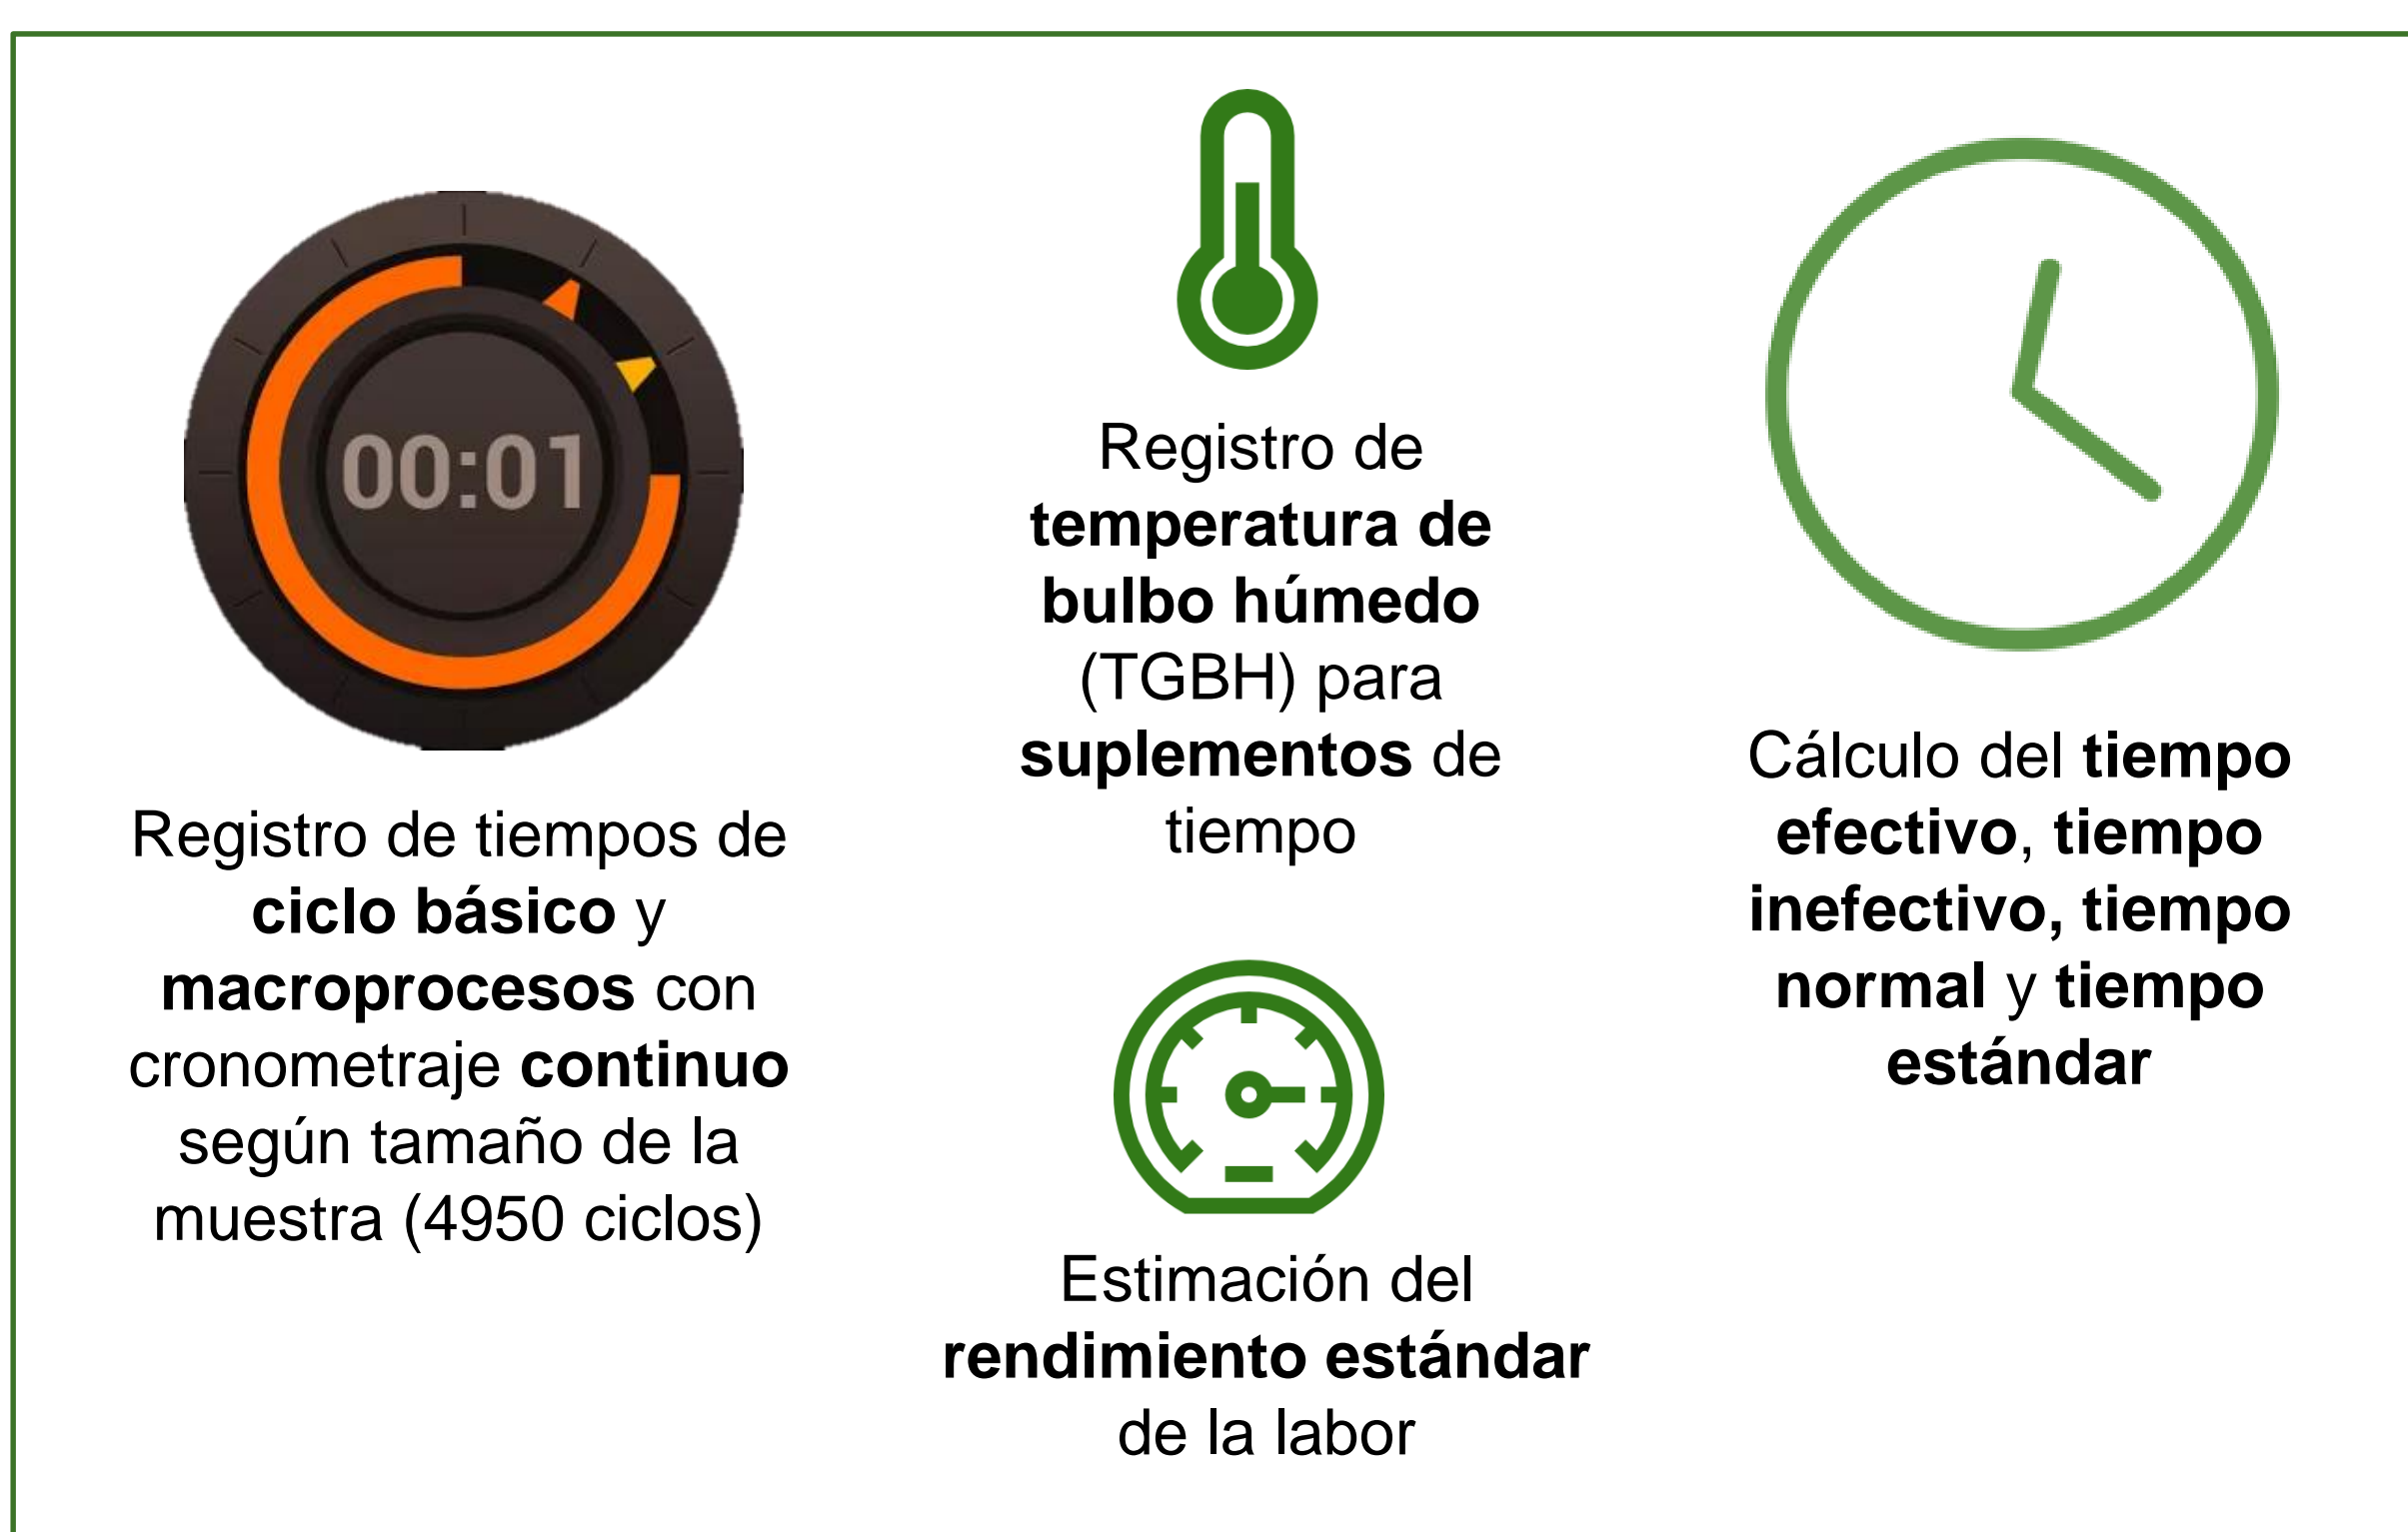 00:01
Registro de tiempos de
ciclo básico y
macroprocesos con
cronometraje continuo
según tamaño de la
muestra (4950 ciclos)
Registro de
temperatura de
bulbo húmedo
(TGBH) para
suplementos de
tiempo
Estimación del
rendimiento estándar
de la labor
Cálculo del tiempo
efectivo, tiempo
inefectivo, tiempo
normal y tiempo
estándar